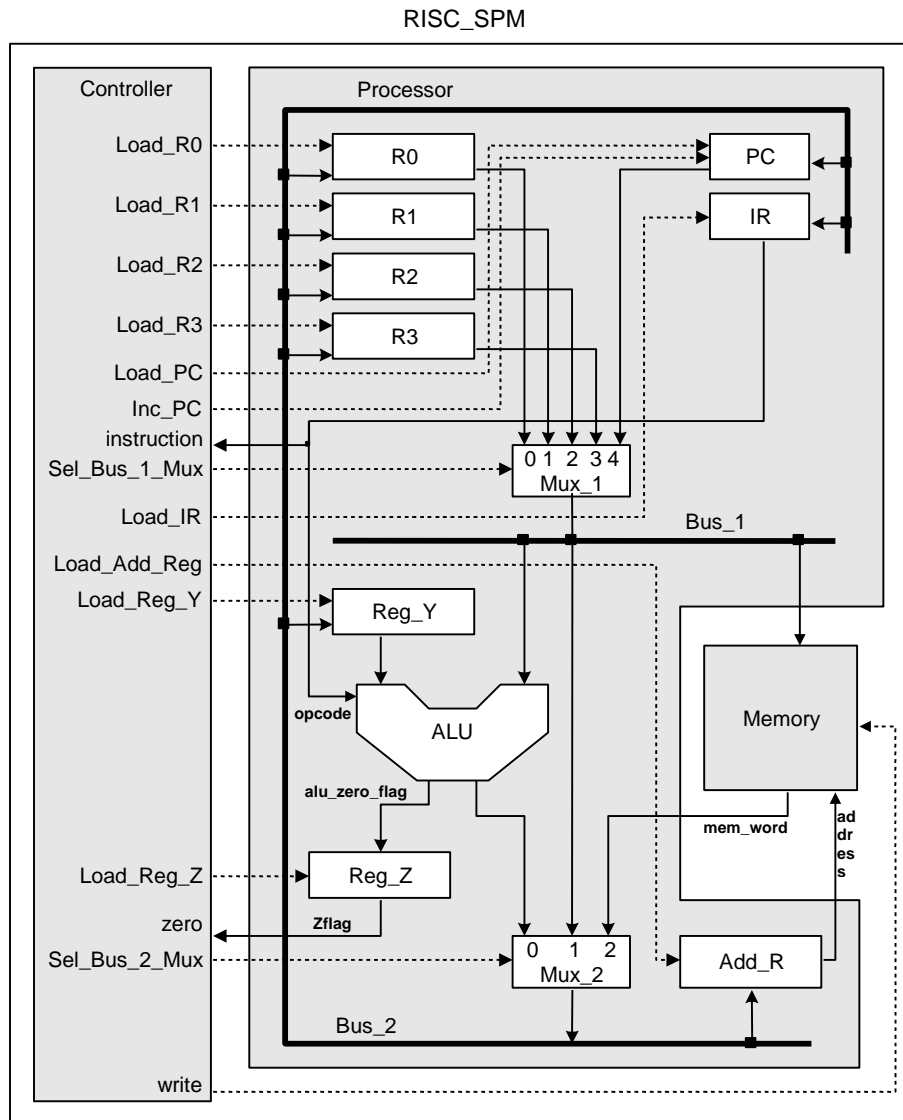 RISC_SPM
Controller
Processor
Load_R0
R0
PC
Load_R1
R1
IR
Load_R2
R2
Load_R3
R3
Load_PC
Inc_PC
instruction
0 1 2 3 4
Mux_1
Sel_Bus_1_Mux
Load_IR
Bus_1
Load_Add_Reg
Load_Reg_Y
Reg_Y
Memory
opcode
ALU
alu_zero_flag
mem_word
ad
dr
es
s
Load_Reg_Z
Reg_Z
zero
Zflag
0 1 2
Mux_2
Sel_Bus_2_Mux
Add_R
Bus_2
write